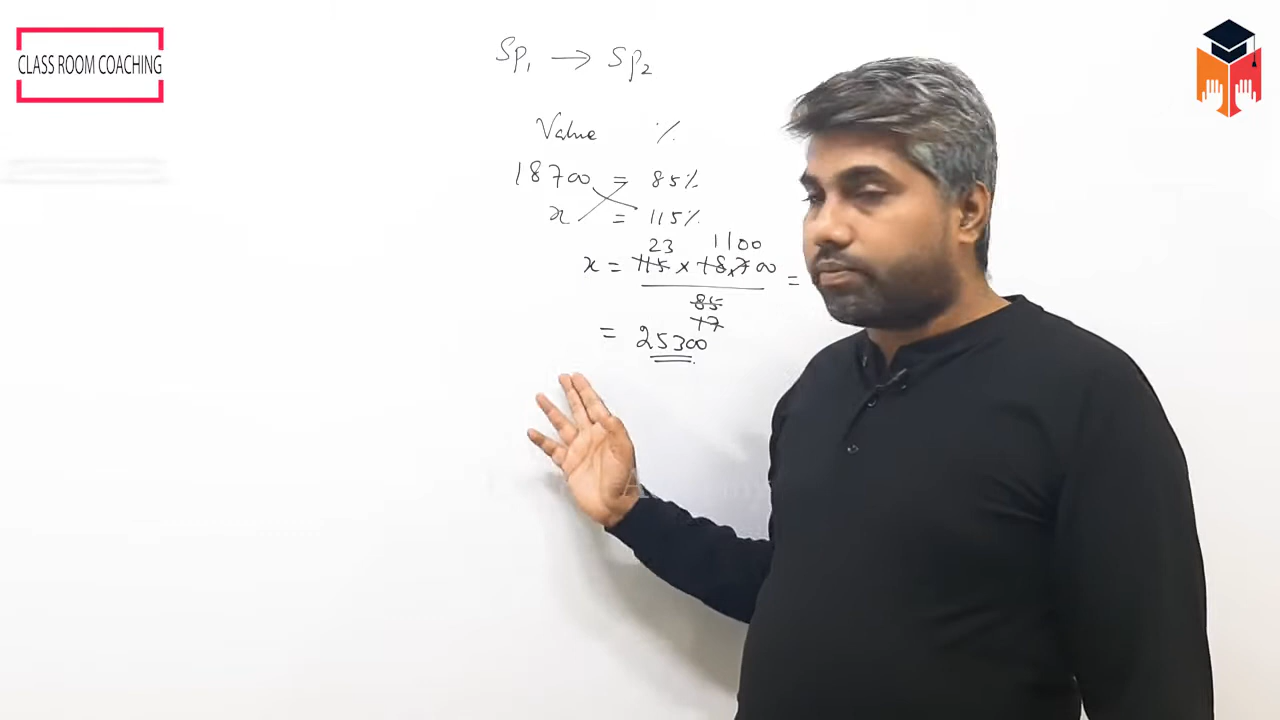 CLASS ROOM COACHING
Sp₁ → Sp₂
Value %
18700 = 85%
x = 115%
23 1100
x = 115 × 18700 =
85
17
= 25300